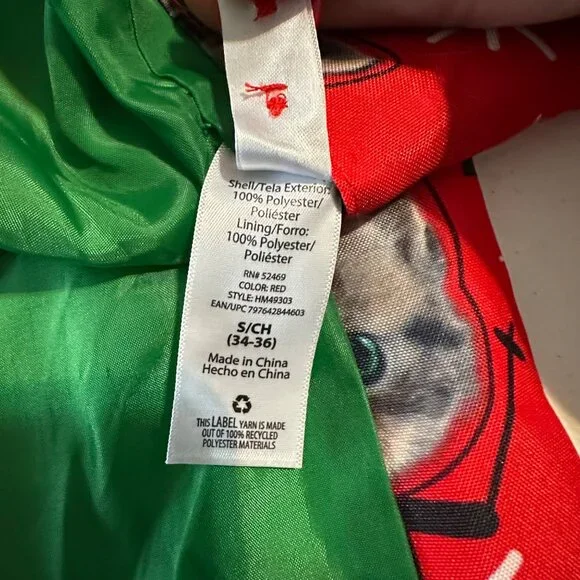 Shell/Tela Exterior:
100% Polyester/
Poliéster
Lining/Forro:
100% Polyester/
Poliéster
RN# 52469
COLOR: RED
STYLE: HM49303
EAN/UPC 797642844603
S/CH
(34-36)
Made in China
Hecho en China
THIS LABEL YARN IS MADE
OUT OF 100% RECYCLED
POLYESTER MATERIALS